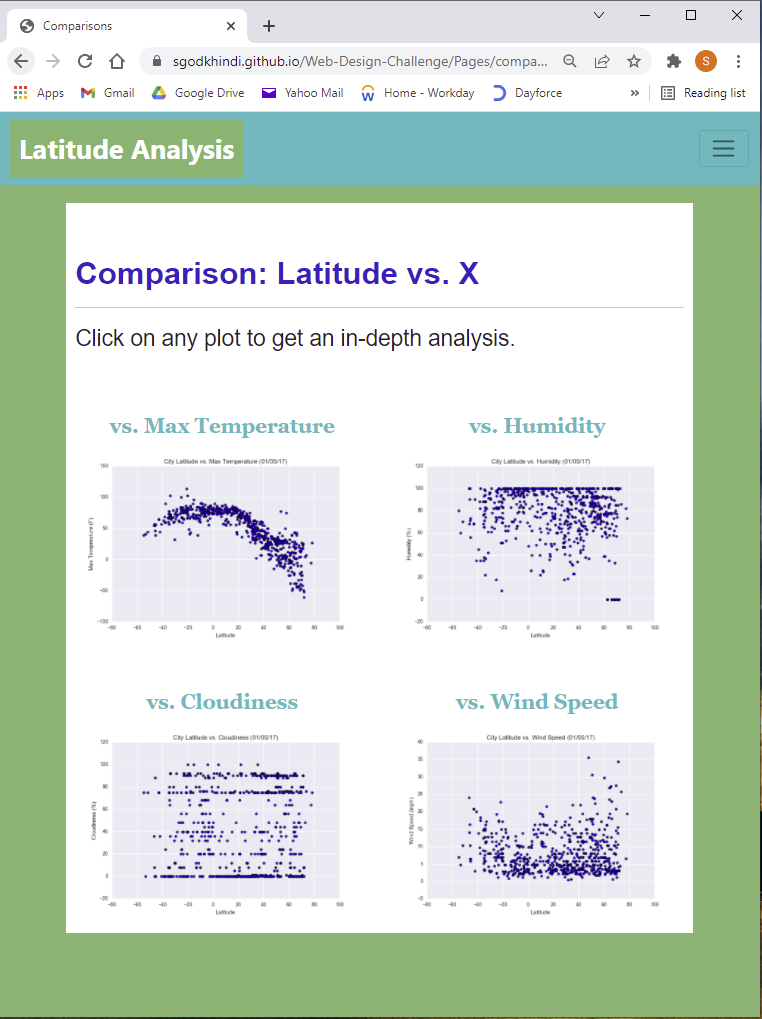 Comparisons
sgodkhindi.github.io/Web-Design-Challenge/Pages/compa...
S
Apps Gmail Google Drive Yahoo Mail Home - Workday Dayforce » Reading list
Latitude Analysis
Comparison: Latitude vs. X
Click on any plot to get an in-depth analysis.
vs. Max Temperature
vs. Humidity
City Latitude vs. Max Temperature (01/05/17)
150
100
50
0
-50
-100
Max Temperature (F)
-80 -60 -40 -20 0 20 40 60 80 100
Latitude
City Latitude vs. Humidity (01/05/17)
120
100
80
60
40
20
0
-20
Humidity (%)
-80 -60 -40 -20 0 20 40 60 80 100
Latitude
vs. Cloudiness
vs. Wind Speed
City Latitude vs. Cloudiness (01/05/17)
120
100
80
60
40
20
0
-20
Cloudiness (%)
-80 -60 -40 -20 0 20 40 60 80 100
Latitude
City Latitude vs. Wind Speed (01/05/17)
40
35
30
25
20
15
10
5
0
-5
Wind Speed (mph)
-80 -60 -40 -20 0 20 40 60 80 100
Latitude